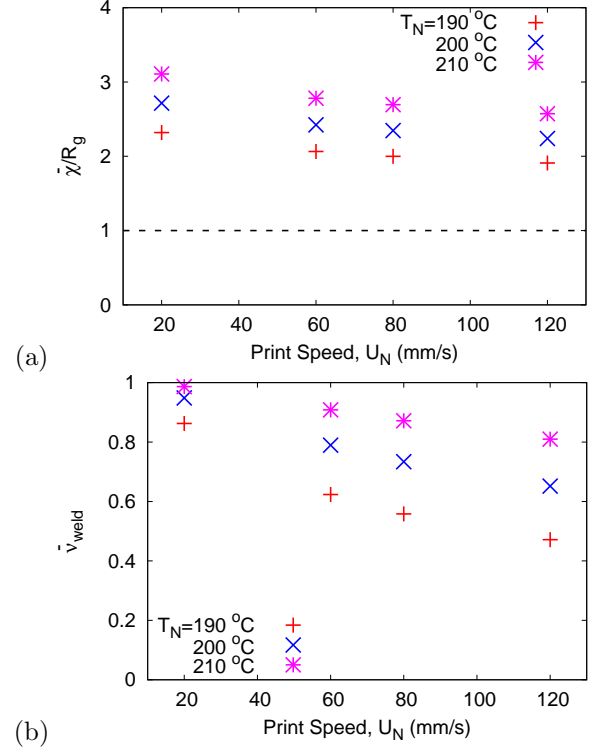 4
3
2
1
0
χ̄/R_g
T_N=190 °C
200 °C
210 °C
20 40 60 80 100 120
Print Speed, U_N (mm/s)
(a)
1
0.8
0.6
0.4
0.2
0
ν̄_weld
T_N=190 °C
200 °C
210 °C
20 40 60 80 100 120
Print Speed, U_N (mm/s)
(b)